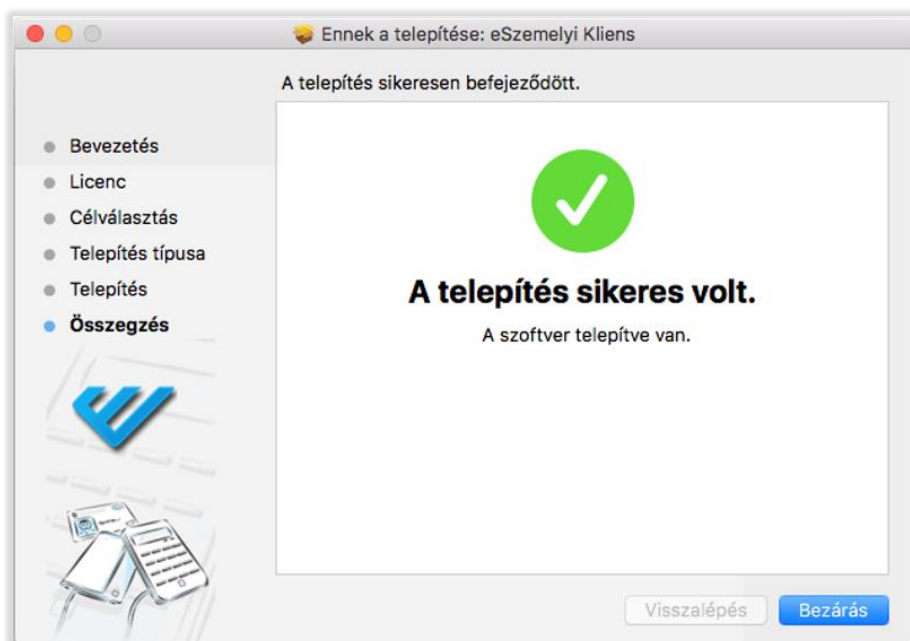 Ennek a telepítése: eSzemelyi Kliens
A telepítés sikeresen befejeződött.
Bevezetés
Licenc
Célválasztás
Telepítés típusa
Telepítés
Összegzés
A telepítés sikeres volt.
A szoftver telepítve van.
Visszalépés
Bezárás